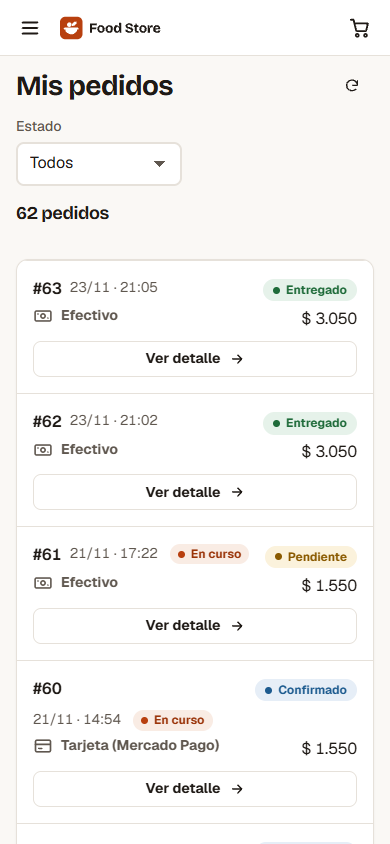 Food Store
Mis pedidos
Estado
Todos
62 pedidos
#63 23/11 · 21:05 Entregado
Efectivo $ 3.050
Ver detalle →
#62 23/11 · 21:02 Entregado
Efectivo $ 3.050
Ver detalle →
#61 21/11 · 17:22 En curso Pendiente
Efectivo $ 1.550
Ver detalle →
#60 Confirmado
21/11 · 14:54 En curso
Tarjeta (Mercado Pago) $ 1.550
Ver detalle →